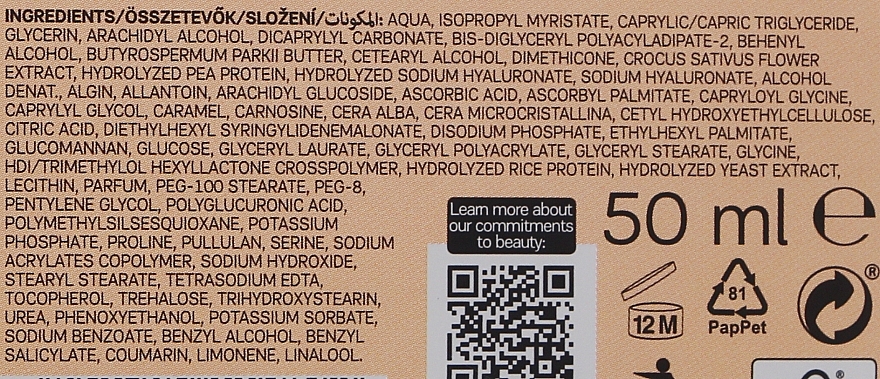 INGREDIENTS/ÖSSZETEVŐK/SLOŽENÍ/المكونات: AQUA, ISOPROPYL MYRISTATE, CAPRYLIC/CAPRIC TRIGLYCERIDE,
GLYCERIN, ARACHIDYL ALCOHOL, DICAPRYLYL CARBONATE, BIS-DIGLYCERYL POLYACYLADIPATE-2, BEHENYL
ALCOHOL, BUTYROSPERMUM PARKII BUTTER, CETEARYL ALCOHOL, DIMETHICONE, CROCUS SATIVUS FLOWER
EXTRACT, HYDROLYZED PEA PROTEIN, HYDROLYZED SODIUM HYALURONATE, SODIUM HYALURONATE, ALCOHOL
DENAT., ALGIN, ALLANTOIN, ARACHIDYL GLUCOSIDE, ASCORBIC ACID, ASCORBYL PALMITATE, CAPRYLOYL GLYCINE,
CAPRYLYL GLYCOL, CARAMEL, CARNOSINE, CERA ALBA, CERA MICROCRISTALLINA, CETYL HYDROXYETHYLCELLULOSE,
CITRIC ACID, DIETHYLHEXYL SYRINGYLIDENEMALONATE, DISODIUM PHOSPHATE, ETHYLHEXYL PALMITATE,
GLUCOMANNAN, GLUCOSE, GLYCERYL LAURATE, GLYCERYL POLYACRYLATE, GLYCERYL STEARATE, GLYCINE,
HDI/TRIMETHYLOL HEXYLLACTONE CROSSPOLYMER, HYDROLYZED RICE PROTEIN, HYDROLYZED YEAST EXTRACT,
LECITHIN, PARFUM, PEG-100 STEARATE, PEG-8,
PENTYLENE GLYCOL, POLYGLUCURONIC ACID,
POLYMETHYLSILSESQUIOXANE, POTASSIUM
PHOSPHATE, PROLINE, PULLULAN, SERINE, SODIUM
ACRYLATES COPOLYMER, SODIUM HYDROXIDE,
STEARYL STEARATE, TETRASODIUM EDTA,
TOCOPHEROL, TREHALOSE, TRIHYDROXYSTEARIN,
UREA, PHENOXYETHANOL, POTASSIUM SORBATE,
SODIUM BENZOATE, BENZYL ALCOHOL, BENZYL
SALICYLATE, COUMARIN, LIMONENE, LINALOOL.
Learn more about
our commitments
to beauty:
50 ml ℮
12 M
81
PapPet
®
®